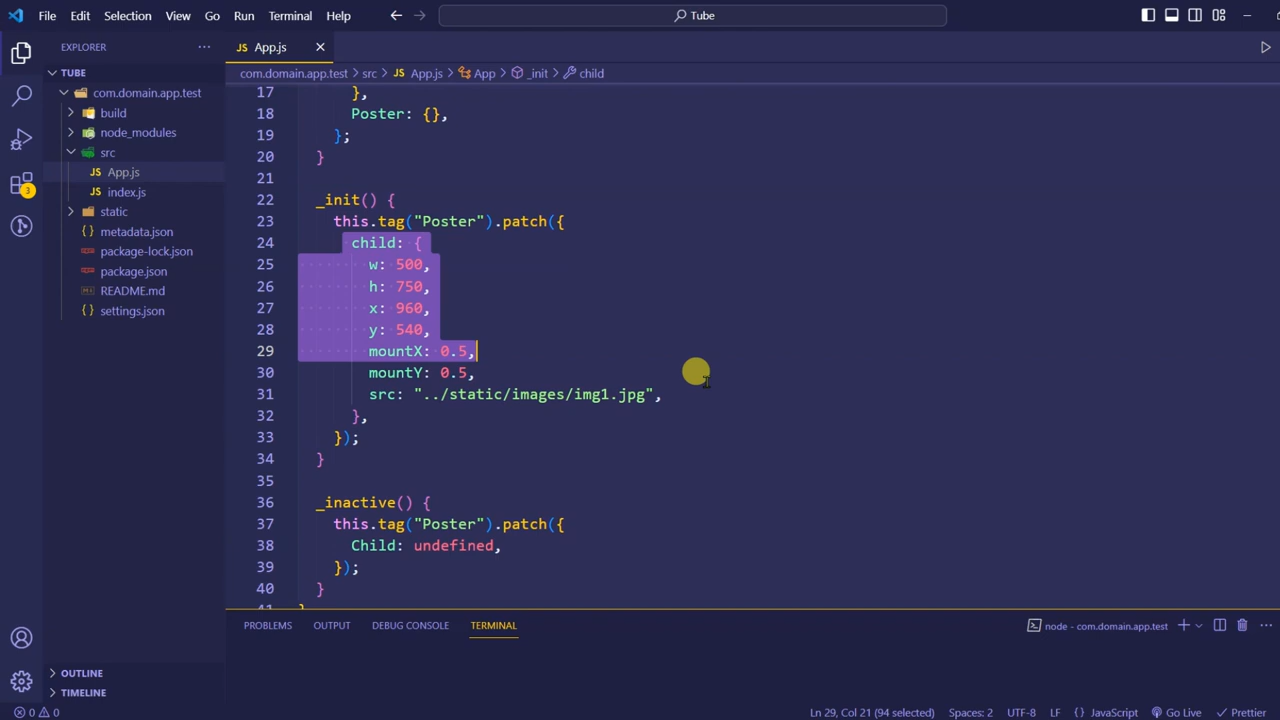 File Edit Selection View Go Run Terminal Help
Tube
EXPLORER
JS App.js
com.domain.app.test > src > JS App.js > App > _init > child
TUBE
com.domain.app.test
build
node_modules
src
JS App.js
JS index.js
static
metadata.json
package-lock.json
package.json
README.md
settings.json
3
17 },
18 Poster: {},
19 };
20 }
21
22 _init() {
23 this.tag("Poster").patch({
24 child: {
25 w: 500,
26 h: 750,
27 x: 960,
28 y: 540,
29 mountX: 0.5,
30 mountY: 0.5,
31 src: "../static/images/img1.jpg",
32 },
33 });
34 }
35
36 _inactive() {
37 this.tag("Poster").patch({
38 Child: undefined,
39 });
40 }
41 }
PROBLEMS OUTPUT DEBUG CONSOLE TERMINAL
node - com.domain.app.test
OUTLINE
TIMELINE
0 0
Ln 29, Col 21 (94 selected) Spaces: 2 UTF-8 LF {} JavaScript Go Live Prettier